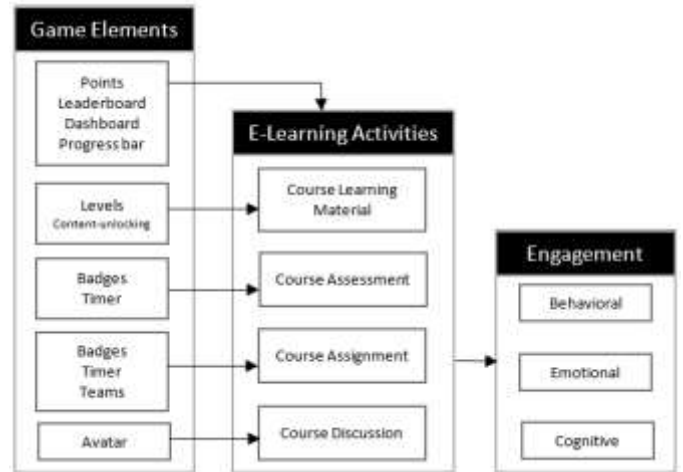 Game Elements
Points
Leaderboard
Dashboard
Progress bar
Levels
Content-unlocking
Badges
Timer
Badges
Timer
Teams
Avatar
E-Learning Activities
Course Learning
Material
Course Assessment
Course Assignment
Course Discussion
Engagement
Behavioral
Emotional
Cognitive